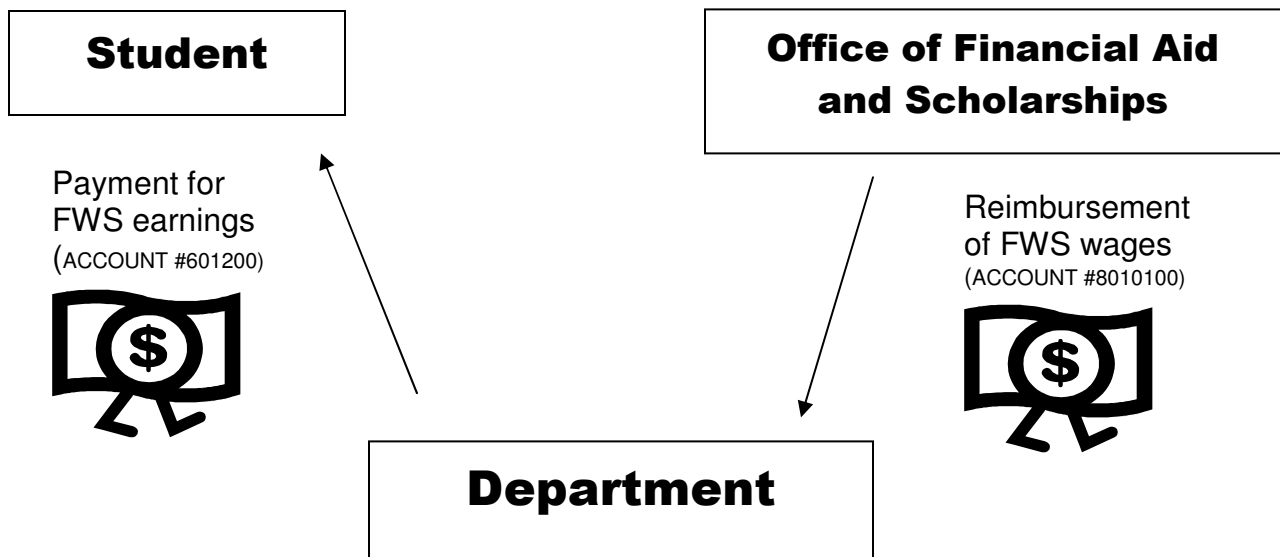 Student
Office of Financial Aid
and Scholarships
Payment for
FWS earnings
(ACCOUNT #601200)
$
Reimbursement
of FWS wages
(ACCOUNT #8010100)
$
Department